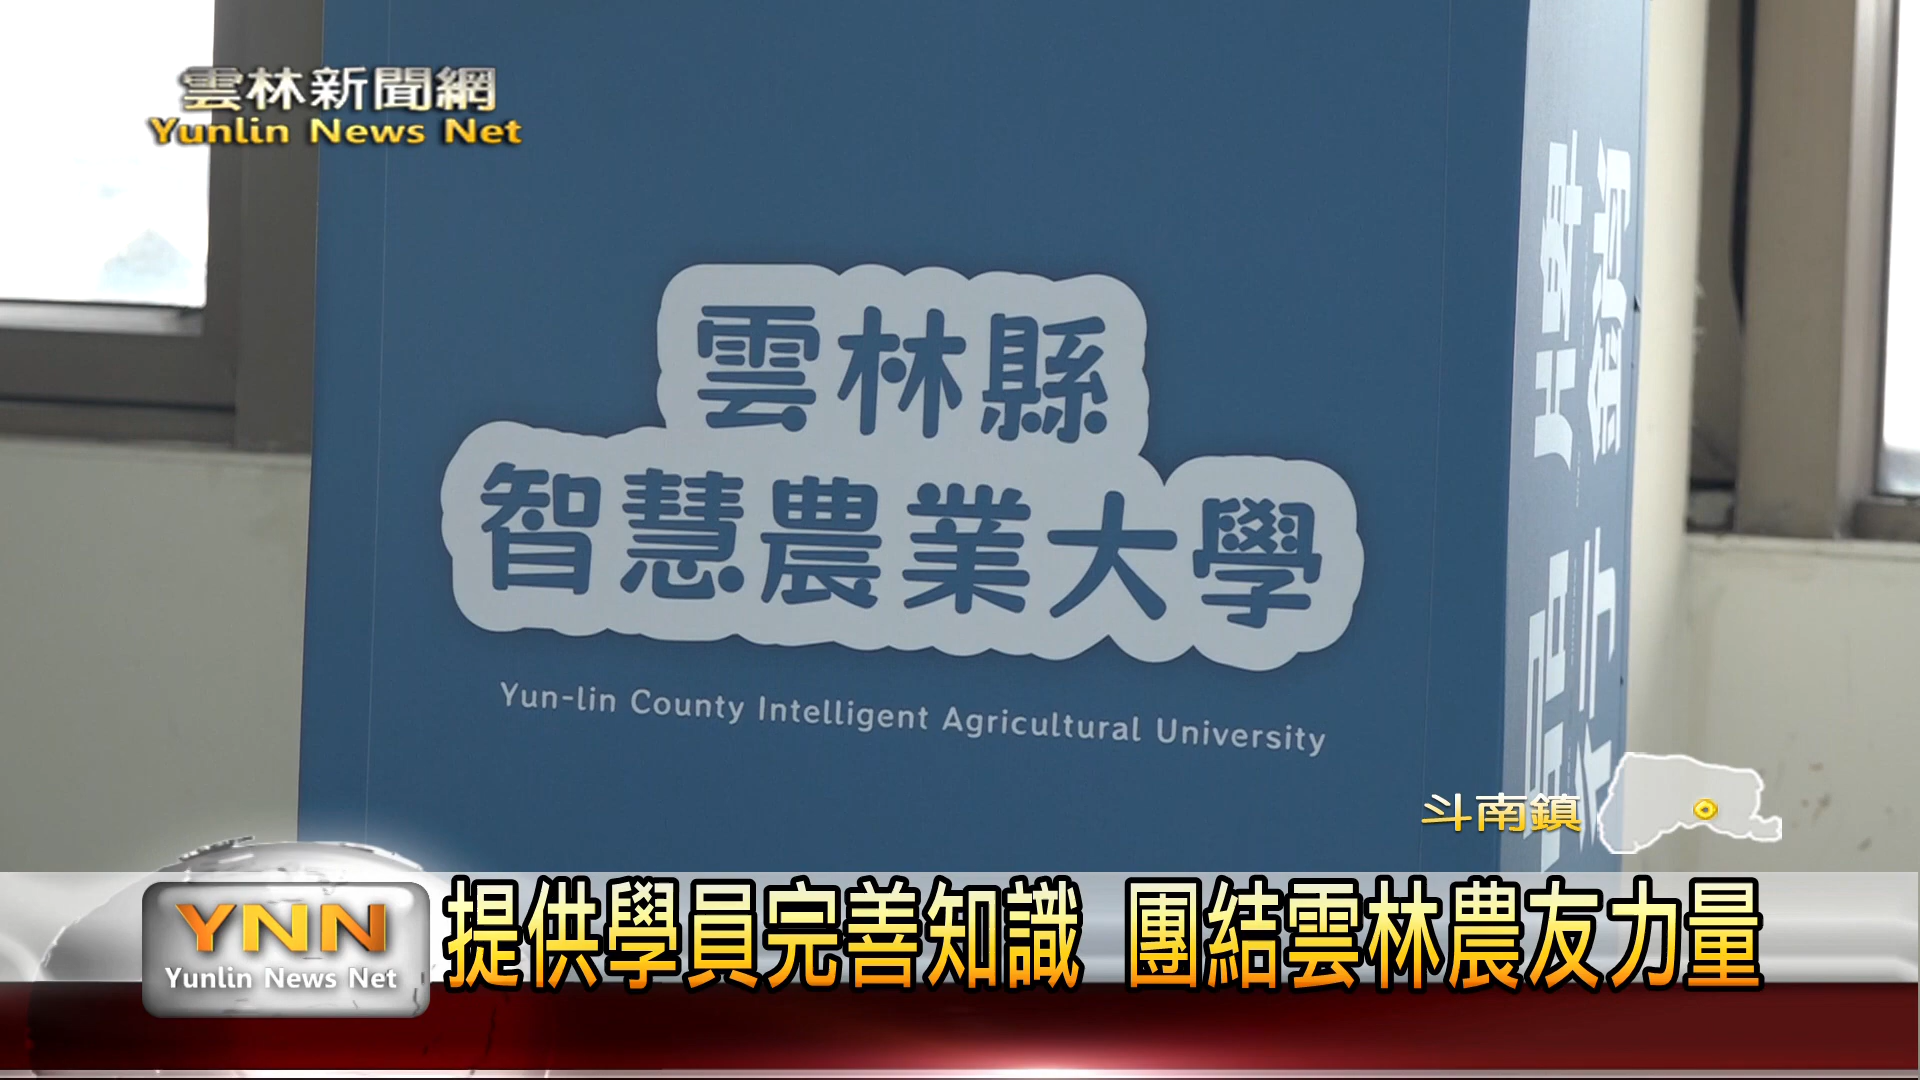 雲林新聞網
Yunlin News Net
雲林縣
智慧農業大學
Yun-lin County Intelligent Agricultural University
斗南鎮
YNN
Yunlin News Net
提供學員完善知識 團結雲林農友力量